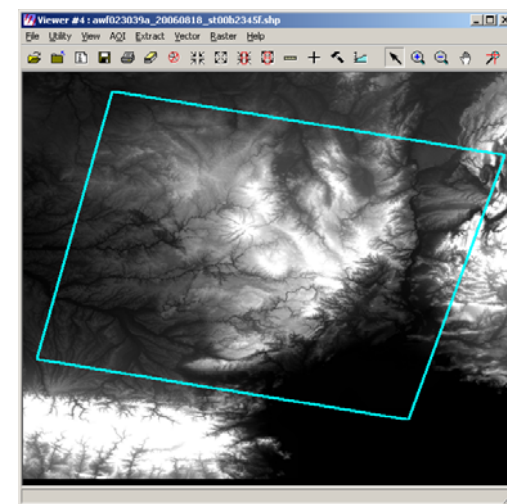 Viewer #4 : awf023039a_20060818_st00b2345f.shp
File Utility View AOI Extract Vector Raster Help